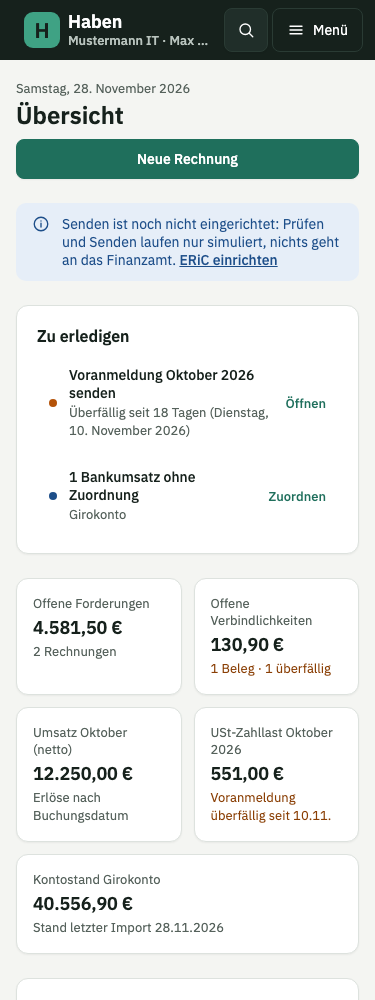 H
Haben
Mustermann IT · Max ...
Menü
Samstag, 28. November 2026
Übersicht
Neue Rechnung
Senden ist noch nicht eingerichtet: Prüfen
und Senden laufen nur simuliert, nichts geht
an das Finanzamt. ERiC einrichten
Zu erledigen
Voranmeldung Oktober 2026
senden
Überfällig seit 18 Tagen (Dienstag,
10. November 2026)
Öffnen
1 Bankumsatz ohne
Zuordnung
Girokonto
Zuordnen
Offene Forderungen
4.581,50 €
2 Rechnungen
Offene
Verbindlichkeiten
130,90 €
1 Beleg · 1 überfällig
Umsatz Oktober
(netto)
12.250,00 €
Erlöse nach
Buchungsdatum
USt-Zahllast Oktober
2026
551,00 €
Voranmeldung
überfällig seit 10.11.
Kontostand Girokonto
40.556,90 €
Stand letzter Import 28.11.2026